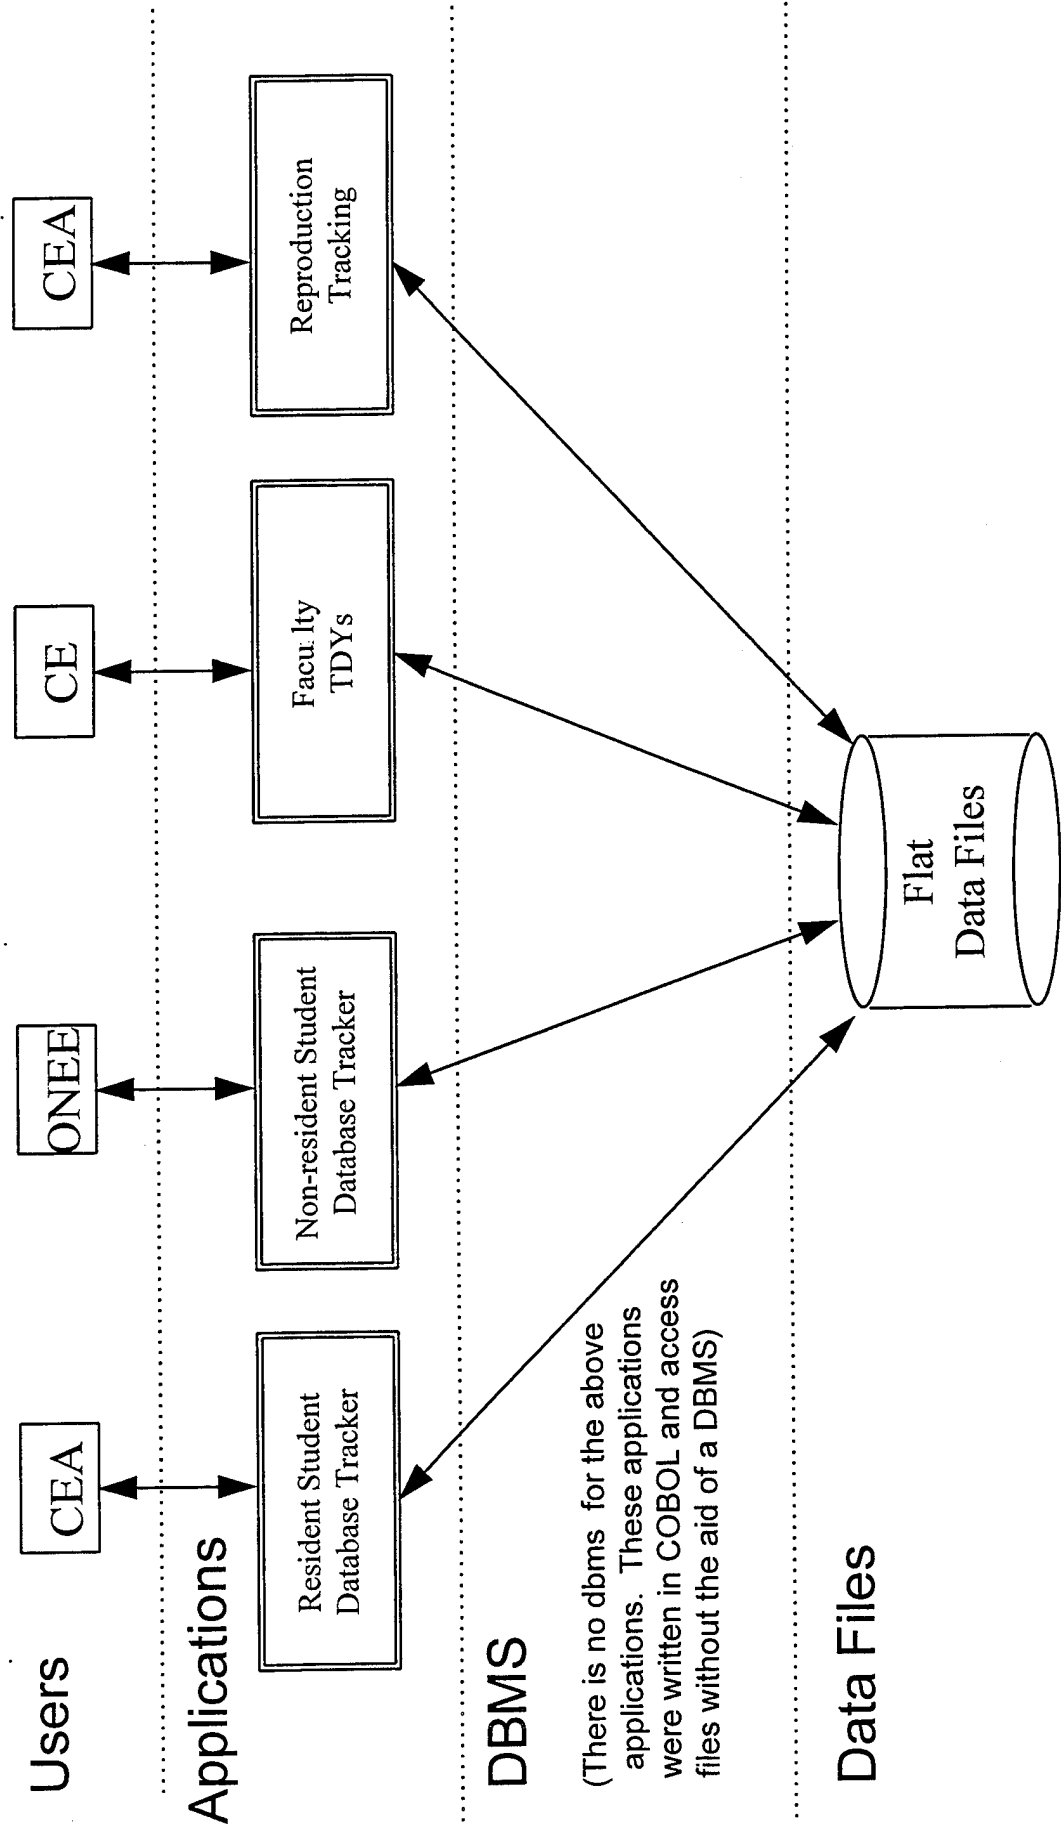 Users
CEA
ONEE
CE
CEA
Applications
Resident Student
Database Tracker
Non-resident Student
Database Tracker
Faculty
TDYs
Reproduction
Tracking
DBMS
(There is no dbms for the above
applications. These applications
were written in COBOL and access
files without the aid of a DBMS)
Data Files
Flat
Data Files